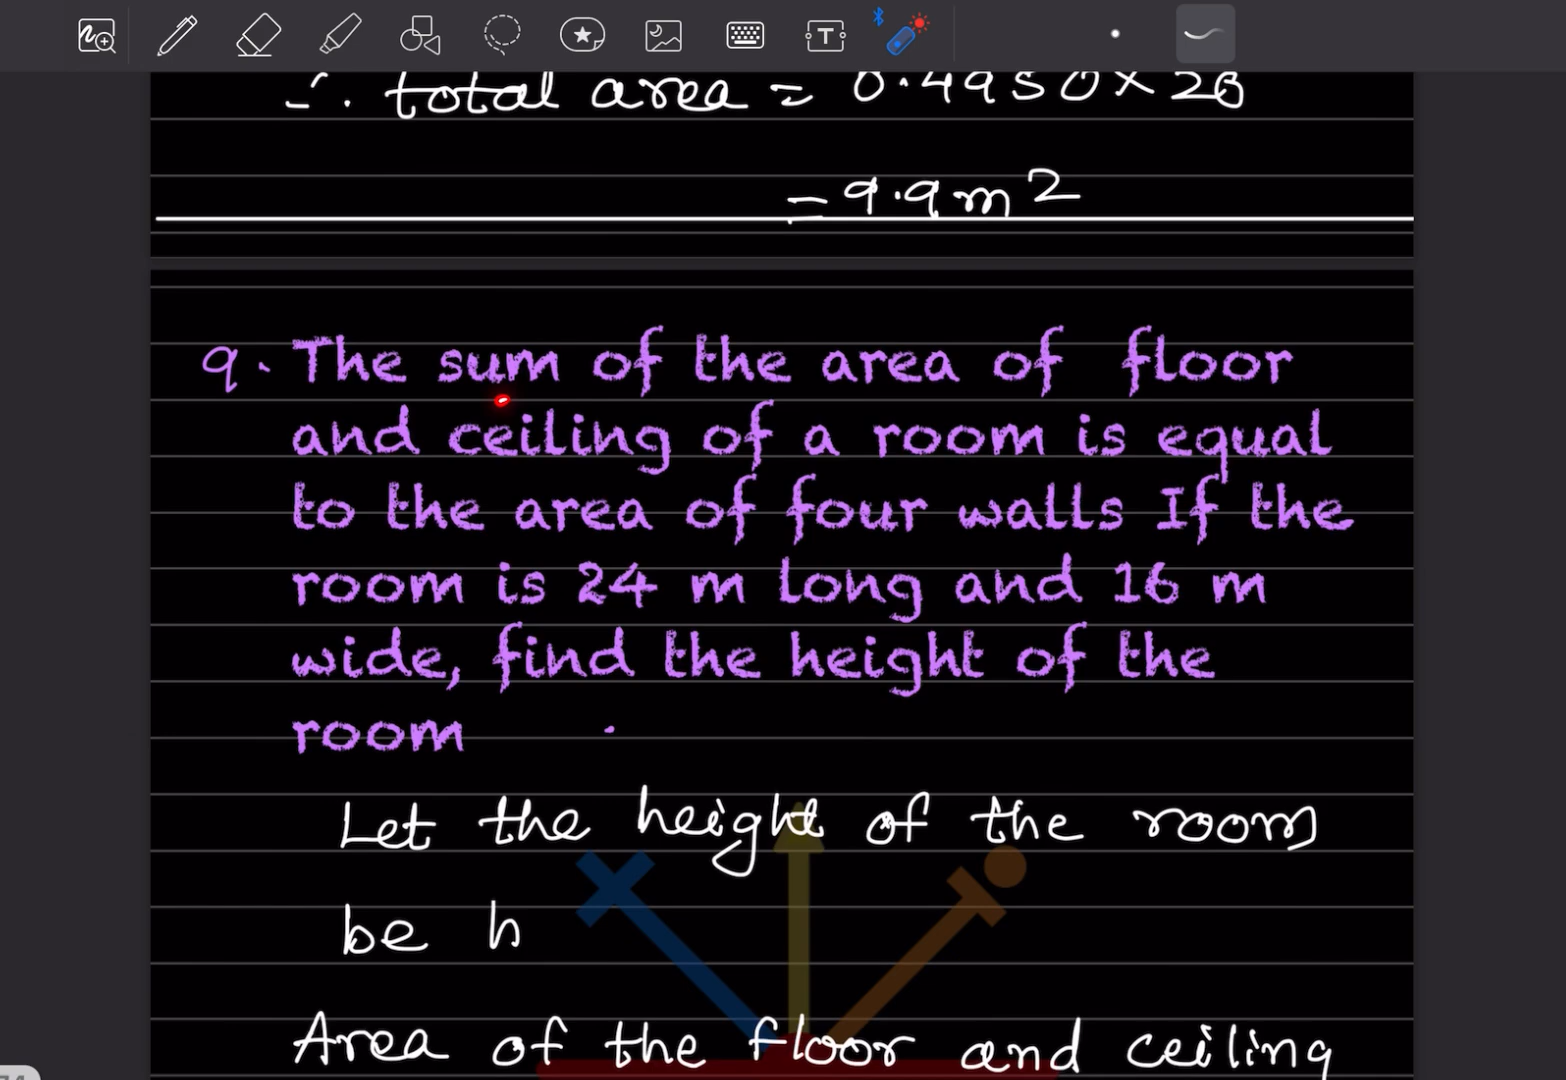 ∴ total area = 0.4950×20
= 9.9 m²
9. The sum of the area of floor
and ceiling of a room is equal
to the area of four walls If the
room is 24 m long and 16 m
wide, find the height of the
room .
Let the height of the room
be h
Area of the floor and ceiling